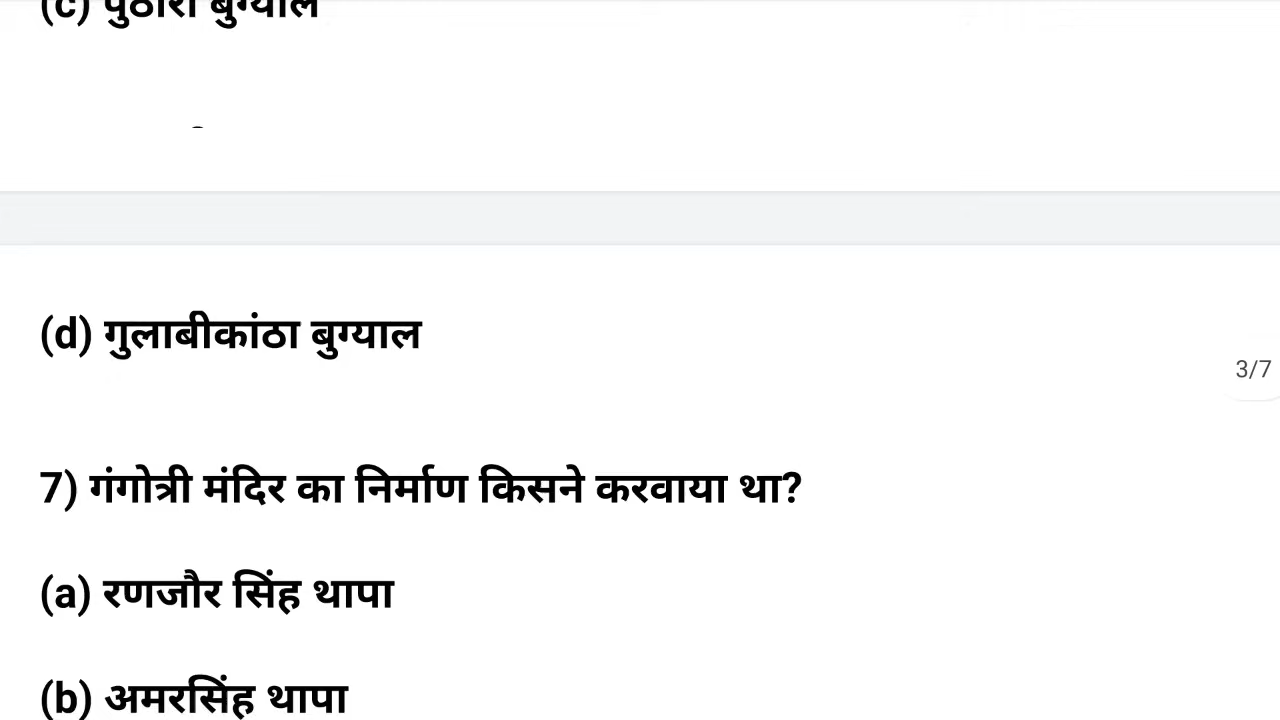 (c) पुठारा बुग्याल
(d) गुलाबीकांठा बुग्याल
3/7
7) गंगोत्री मंदिर का निर्माण किसने करवाया था?
(a) रणजौर सिंह थापा
(b) अमरसिंह थापा